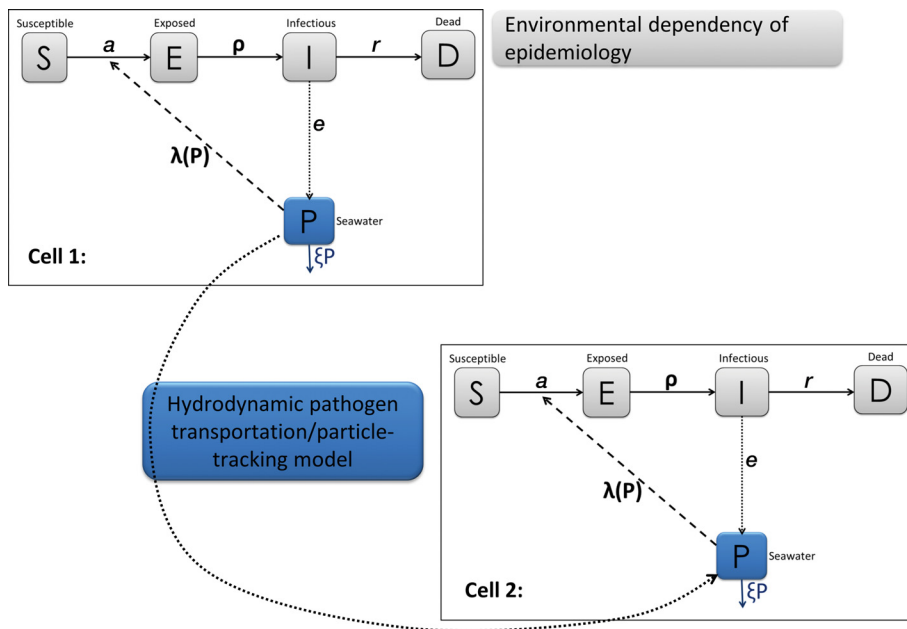 Susceptible
Exposed
Infectious
Dead
S
a
E
ρ
I
r
D
e
λ(P)
P
Seawater
ξP
Cell 1:
Environmental dependency of
epidemiology
Hydrodynamic pathogen
transportation/particle-
tracking model
Susceptible
Exposed
Infectious
Dead
S
a
E
ρ
I
r
D
e
λ(P)
P
Seawater
ξP
Cell 2: